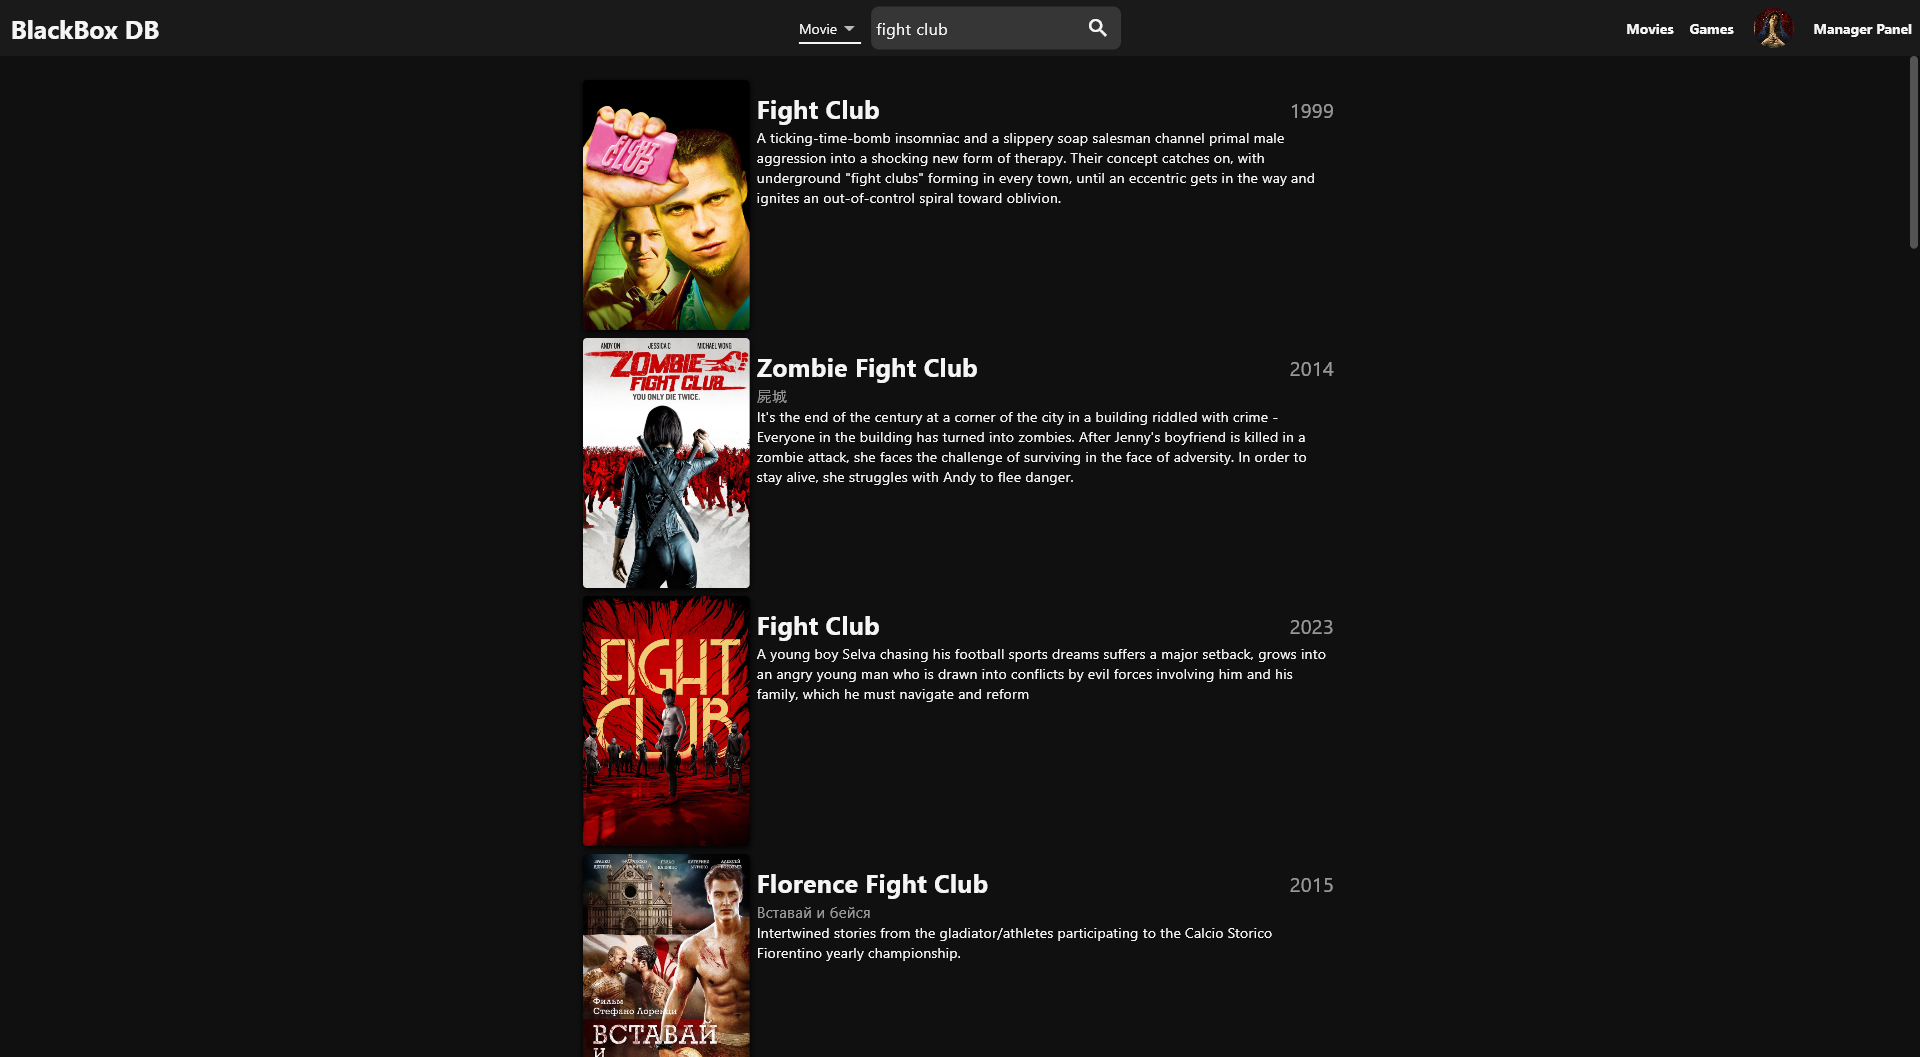 BlackBox DB
Movie
fight club
Movies
Games
Manager Panel
FIGHT
CLUB
Fight Club
1999
A ticking-time-bomb insomniac and a slippery soap salesman channel primal male
aggression into a shocking new form of therapy. Their concept catches on, with
underground "fight clubs" forming in every town, until an eccentric gets in the way and
ignites an out-of-control spiral toward oblivion.
ANDY ON JESSICA C MICHAEL WONG
ZOMBIE
FIGHT CLUB
YOU ONLY DIE TWICE.
Zombie Fight Club
2014
屍城
It's the end of the century at a corner of the city in a building riddled with crime -
Everyone in the building has turned into zombies. After Jenny's boyfriend is killed in a
zombie attack, she faces the challenge of surviving in the face of adversity. In order to
stay alive, she struggles with Andy to flee danger.
FIGHT
CLUB
Fight Club
2023
A young boy Selva chasing his football sports dreams suffers a major setback, grows into
an angry young man who is drawn into conflicts by evil forces involving him and his
family, which he must navigate and reform
Florence Fight Club
2015
Вставай и бейся
Intertwined stories from the gladiator/athletes participating to the Calcio Storico
Fiorentino yearly championship.
Фильм
Стефано Лоренци
ВСТАВАЙ
И